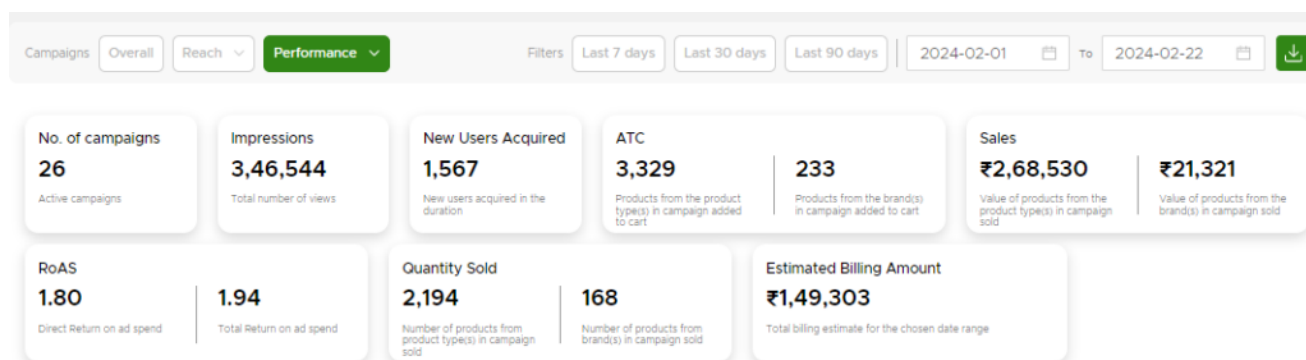 Campaigns Overall Reach Performance Filters Last 7 days Last 30 days Last 90 days 2024-02-01 To 2024-02-22
No. of campaigns
26
Active campaigns
Impressions
3,46,544
Total number of views
New Users Acquired
1,567
New users acquired in the
duration
ATC
3,329
Products from the product
type(s) in campaign added
to cart
233
Products from the brand(s)
in campaign added to cart
Sales
₹2,68,530
Value of products from the
product type(s) in campaign
sold
₹21,321
Value of products from the
brand(s) in campaign sold
RoAS
1.80
Direct Return on ad spend
1.94
Total Return on ad spend
Quantity Sold
2,194
Number of products from
product type(s) in campaign
sold
168
Number of products from
brand(s) in campaign sold
Estimated Billing Amount
₹1,49,303
Total billing estimate for the chosen date range